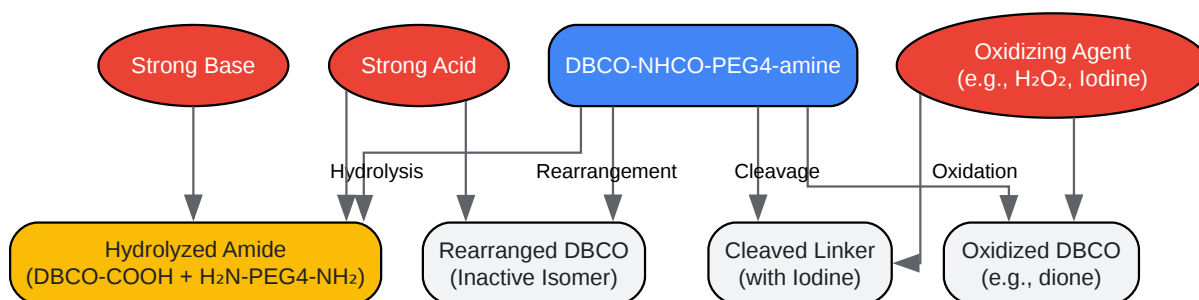 Strong Base
Strong Acid
DBCO-NHCO-PEG4-amine
Oxidizing Agent
(e.g., H₂O₂, Iodine)
Hydrolysis
Rearrangement
Cleavage
Oxidation
Hydrolyzed Amide
(DBCO-COOH + H₂N-PEG4-NH₂)
Rearranged DBCO
(Inactive Isomer)
Cleaved Linker
(with Iodine)
Oxidized DBCO
(e.g., dione)